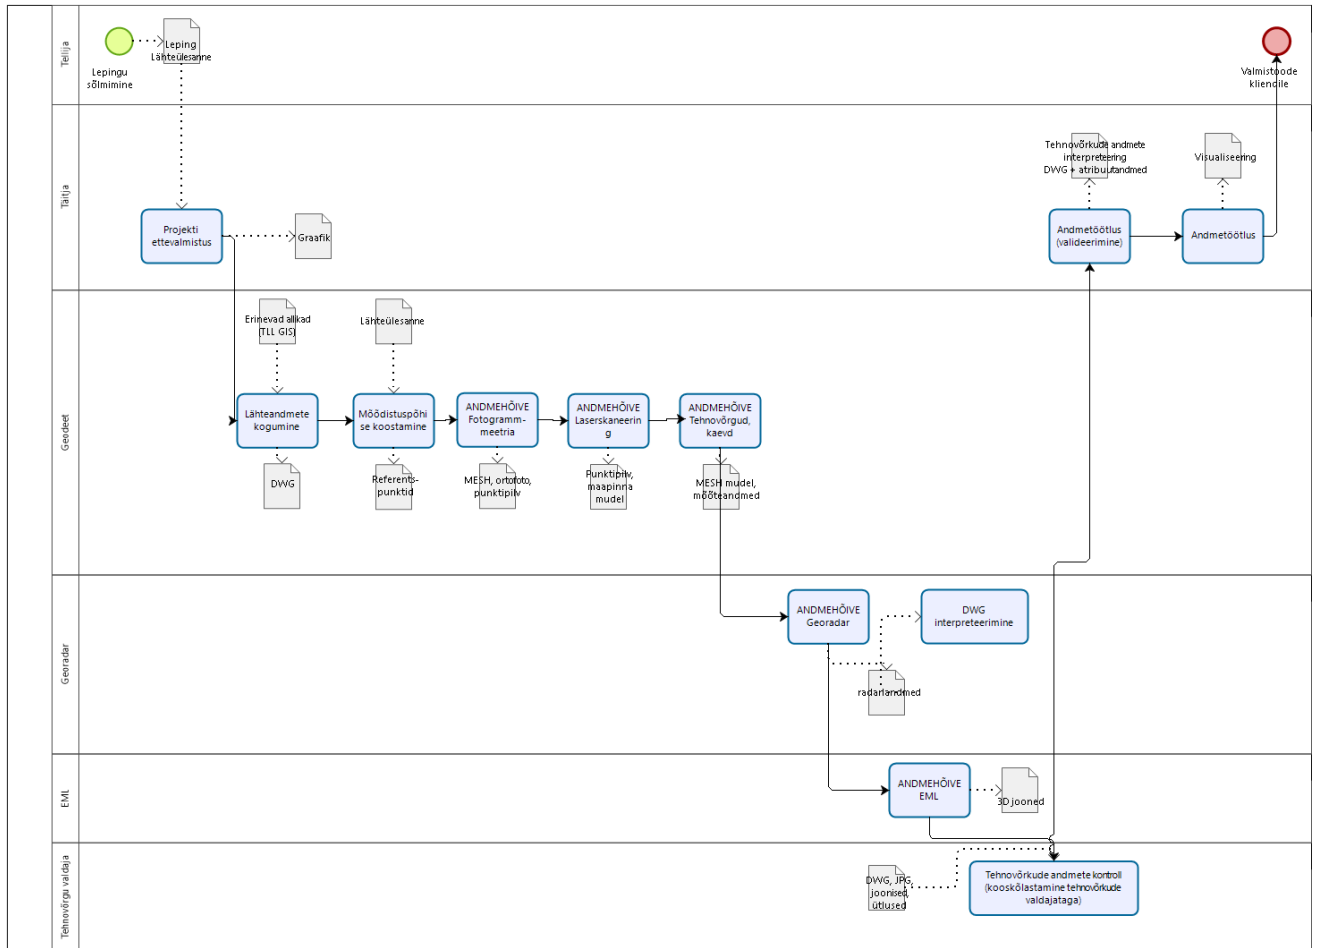 Tellija
Lepingu
sõlmimine
Leping
Lähteülesanne
Valmistoode
kliendile
Täitja
Projekti
ettevalmistus
Graafik
Tehnovõrkude andmete
interpreteering
DWG + atribuutandmed
Visualiseering
Andmetöötlus
(valideerimine)
Andmetöötlus
Geodeet
Erinevad allikad
(TLL GIS)
Lähteülesanne
Lähteandmete
kogumine
Mõõdistuspõhi
se koostamine
ANDMEHÕIVE
Fotogramm-
meetria
ANDMEHÕIVE
Laserskaneerin
g
ANDMEHÕIVE
Tehnovõrgud,
kaevd
DWG
Referents-
punktid
MESH, ortofoto,
punktipilv
Punktipilv,
maapinna
mudel
MESH mudel,
mõõteandmed
Georadar
ANDMEHÕIVE
Georadar
DWG
interpreteerimine
radarlandmed
EML
ANDMEHÕIVE
EML
3D jooned
Tehnovõrgu valdaja
DWG, JPG,
joonised,
ütlused
Tehnovõrkude andmete kontroll
(kooskõlastamine tehnovõrkude
valdajataga)